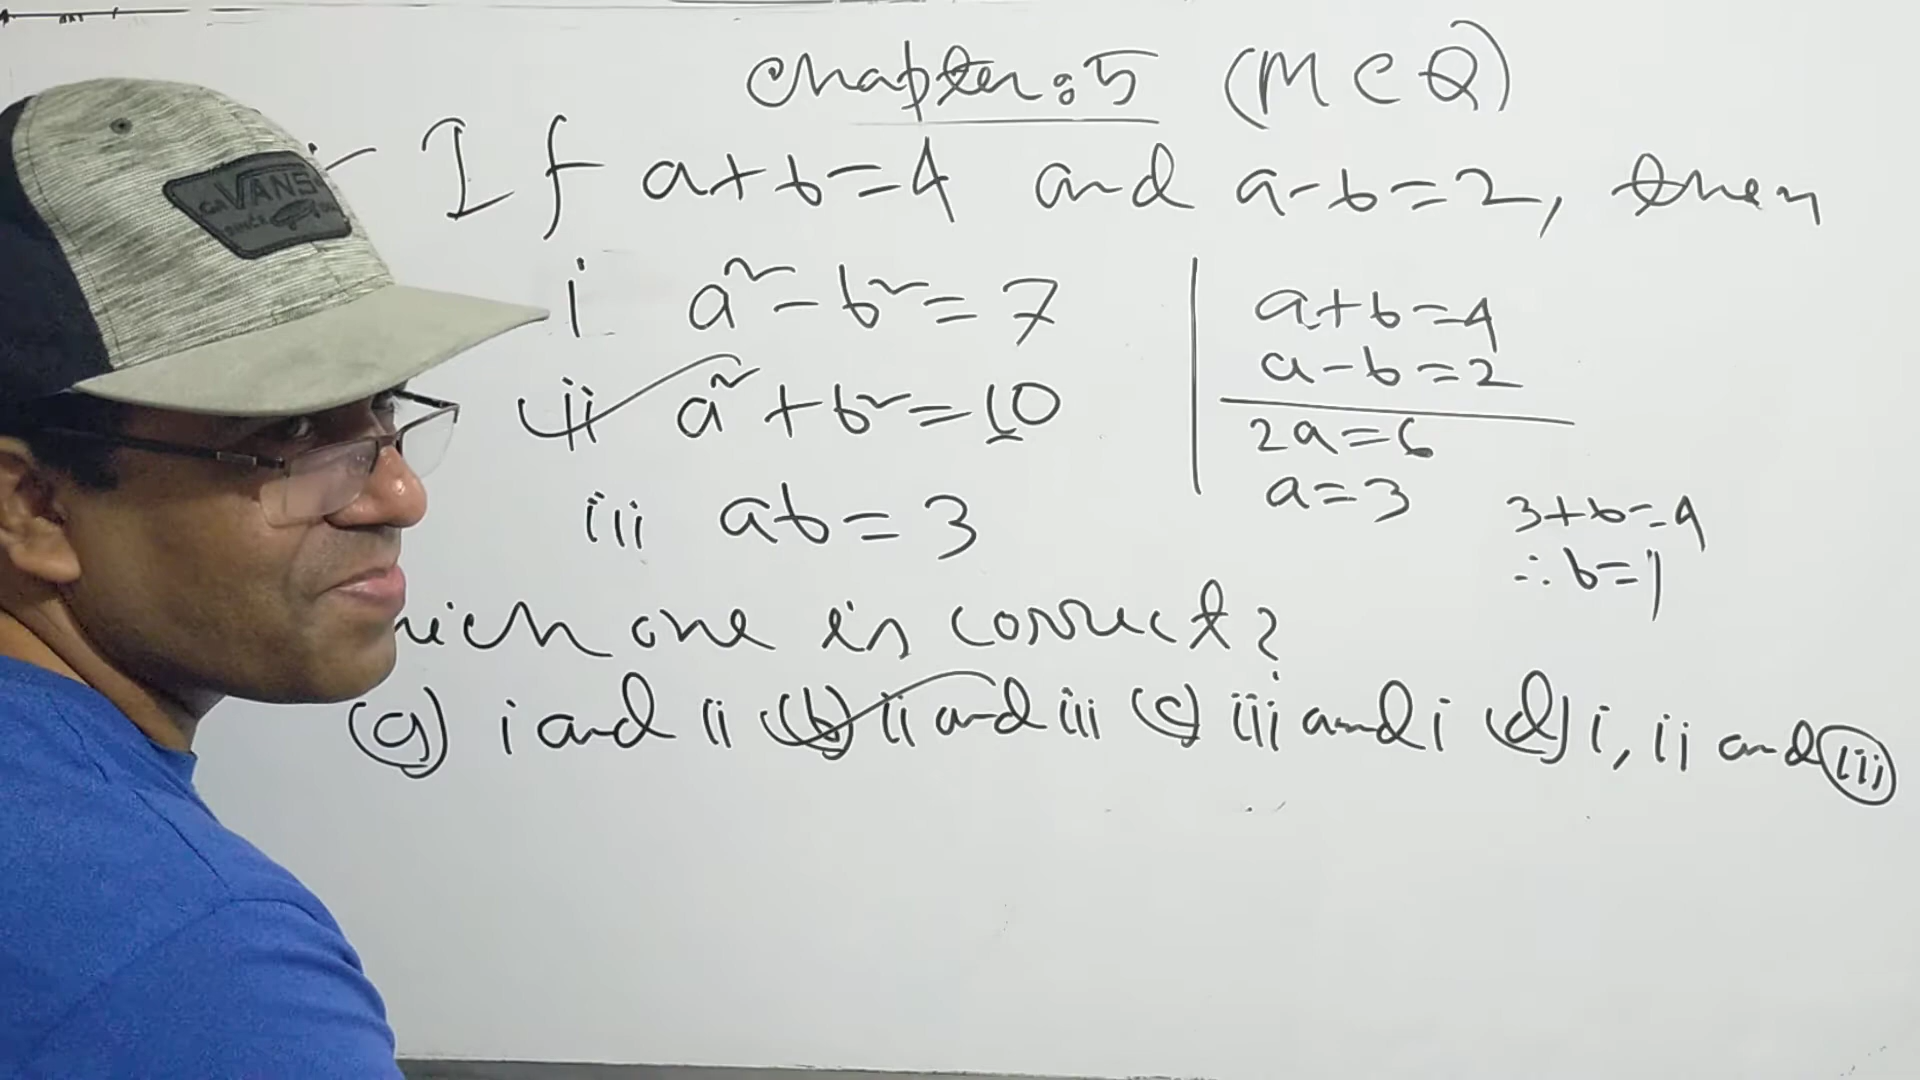 Chapter:5 (MCQ)
If a+b=4 and a-b=2, then
i a²-b²=7
ii a²+b²=10
iii ab=3
a+b=4
a-b=2
2a=6
a=3
3+b=4
∴ b=1
hich one is correct?
(a) i and ii (b) ii and iii (c) iii and i (d) i, ii and iii
VANS